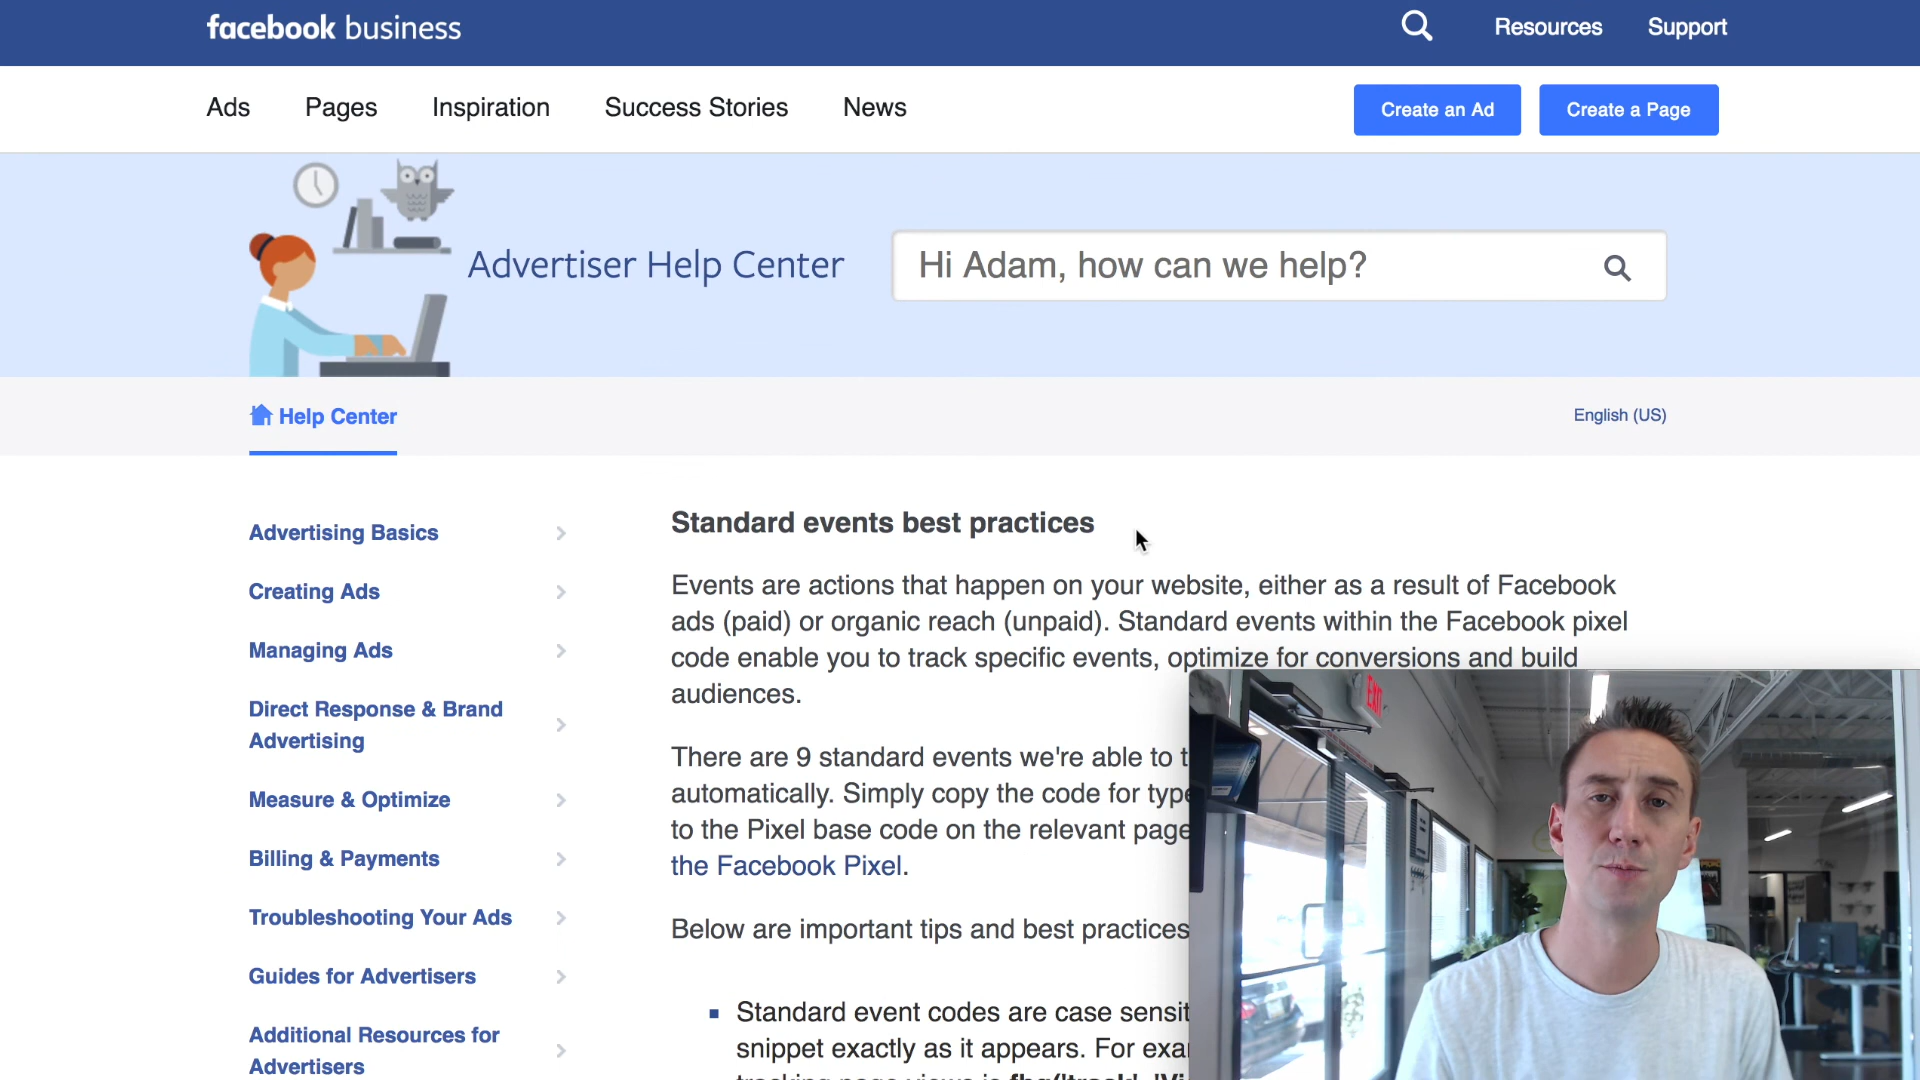 facebook business
Resources
Support
Ads
Pages
Inspiration
Success Stories
News
Create an Ad
Create a Page
Advertiser Help Center
Hi Adam, how can we help?
Help Center
English (US)
Advertising Basics
Creating Ads
Managing Ads
Direct Response & Brand
Advertising
Measure & Optimize
Billing & Payments
Troubleshooting Your Ads
Guides for Advertisers
Additional Resources for
Advertisers
Standard events best practices
Events are actions that happen on your website, either as a result of Facebook
ads (paid) or organic reach (unpaid). Standard events within the Facebook pixel
code enable you to track specific events, optimize for conversions and build
audiences.
There are 9 standard events we're able to
automatically. Simply copy the code for
to the Pixel base code on the relevant page
the Facebook Pixel.
Below are important tips and best practices
Standard event codes are case
snippet exactly as it appears. For
EXIT